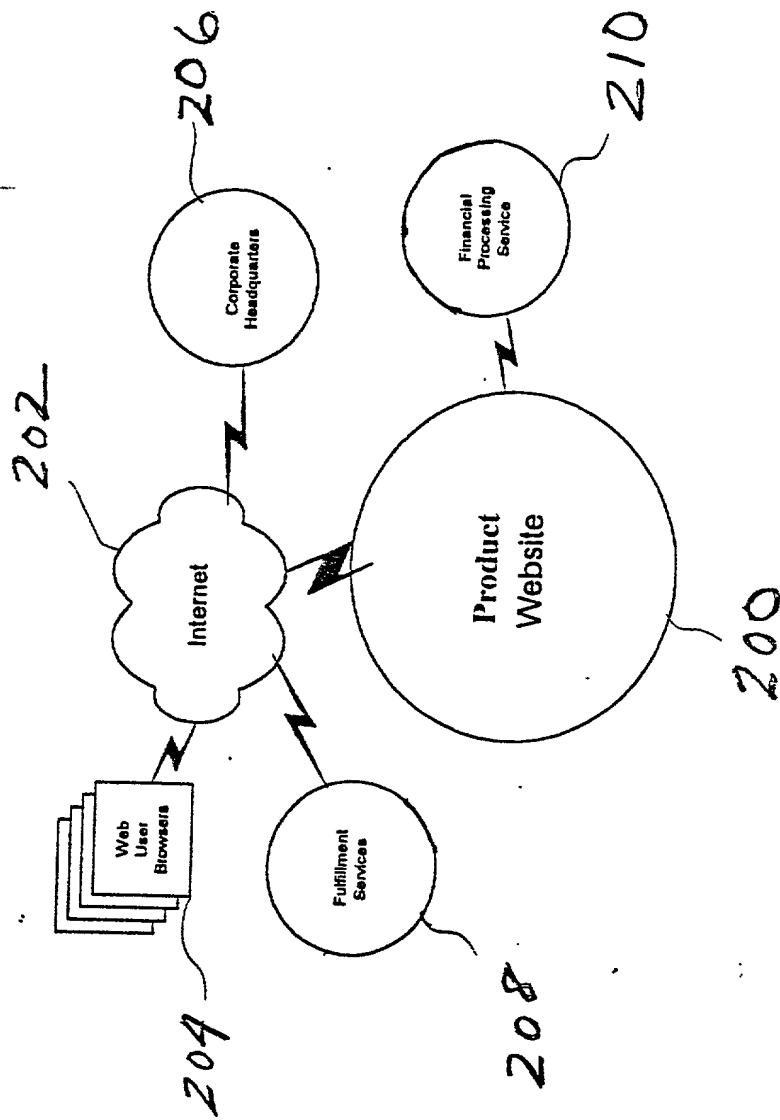 202
206
Internet
Corporate
Headquarters
Web
User
Browsers
204
Fulfillment
Services
208
Product
Website
200
Financial
Processing
Service
210